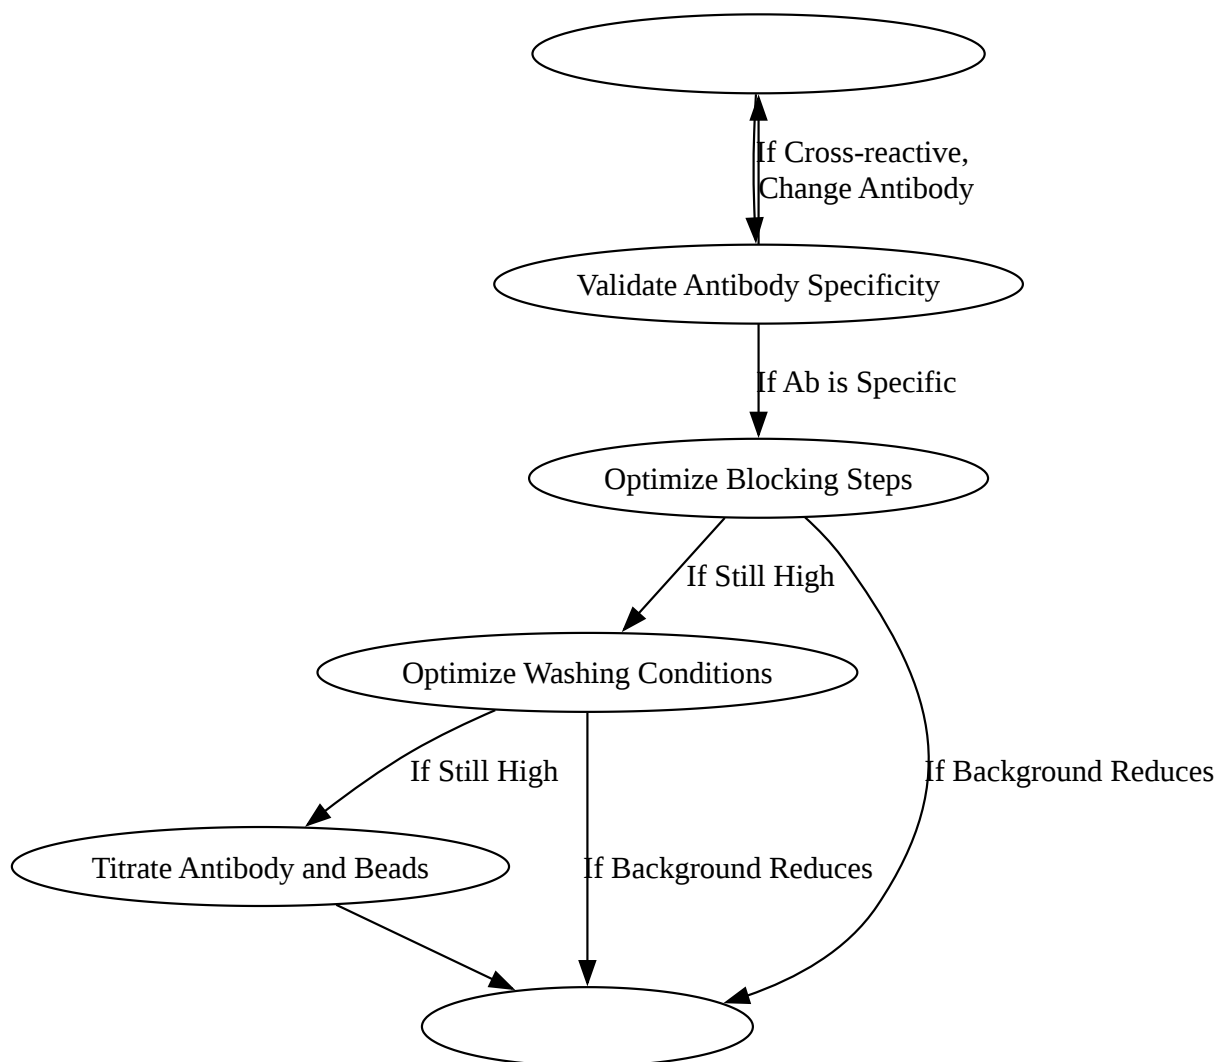 If Cross-reactive,
Change Antibody
Validate Antibody Specificity
If Ab is Specific
Optimize Blocking Steps
If Still High
Optimize Washing Conditions
If Still High
If Background Reduces
Titrate Antibody and Beads
If Background Reduces